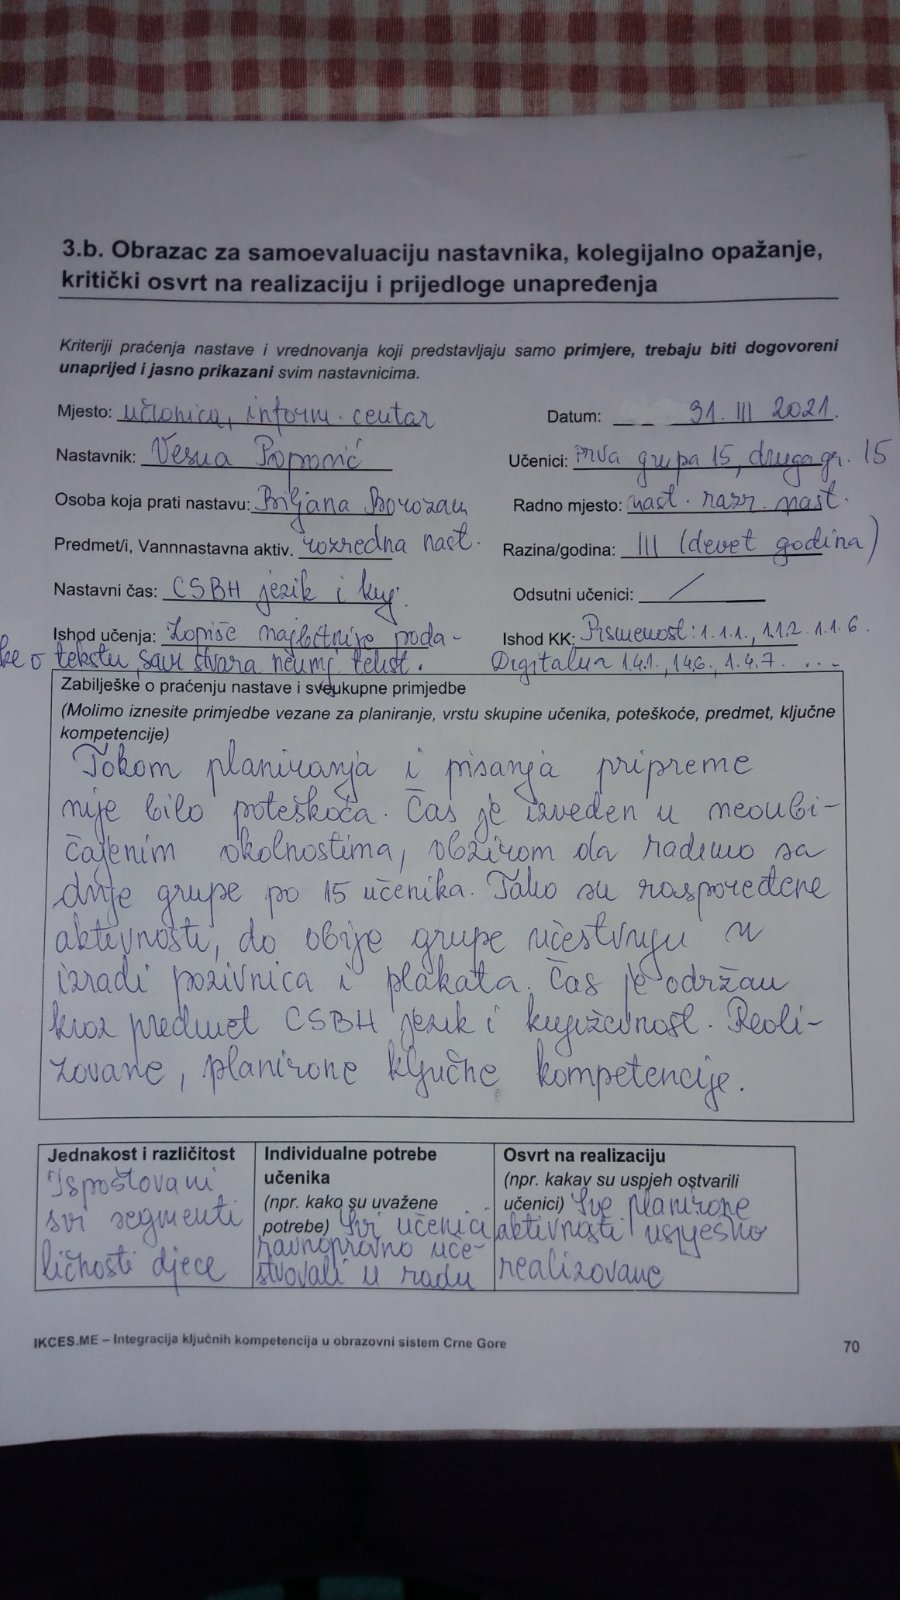 3.b. Obrazac za samoevaluaciju nastavnika, kolegijalno opažanje,
kritički osvrt na realizaciju i prijedloge unapređenja
Kriteriji praćenja nastave i vrednovanja koji predstavljaju samo primjere, trebaju biti dogovoreni
unaprijed i jasno prikazani svim nastavnicima.
Mjesto: učionica, inform. centar Datum: 31. III 2021.
Nastavnik: Vesna Popović Učenici: prva grupa 15, druga gr. 15
Osoba koja prati nastavu: Biljana Borozan Radno mjesto: nast. razr. nast.
Predmet/i, Vannnastavna aktiv. razredna nast. Razina/godina: III (devet godina)
Nastavni čas: CSBH jezik i knj. Odsutni učenici: /
Ishod učenja: Zapiše najbitnije poda- Ishod KK: Pismenost: 1.1.1., 1.1.2. 1.1.6.
ke o tekstu, savr stvara neumj. tekst. Digitalna 1.4.1., 1.4.6., 1.4.7. ...
Zabilješke o praćenju nastave i sveukupne primjedbe
(Molimo iznesite primjedbe vezane za planiranje, vrstu skupine učenika, poteškoće, predmet, ključne
kompetencije)
Tokom planiranja i pisanja pripreme
nije bilo poteškoća. Čas je izveden u neoubi-
čajenim okolnostima, obzirom da radimo sa
dvije grupe po 15 učenika. Tako su raspoređene
aktivnosti, da obije grupe učestvuju u
izradi pozivnica i plakata. Čas je održan
kroz predmet CSBH jezik i književnost. Reali-
zovane, planirane ključne kompetencije.
Jednakost i različitost
Ispoštovani
svi segmenti
ličnosti djece
Individualne potrebe
učenika
(npr. kako su uvažene
potrebe) Svi učenici
ravnopravno uče-
stvovali u radu
Osvrt na realizaciju
(npr. kakav su uspjeh ostvarili
učenici) Sve planirane
aktivnosti uspješno
realizovane
IKCES.ME – Integracija ključnih kompetencija u obrazovni sistem Crne Gore 70